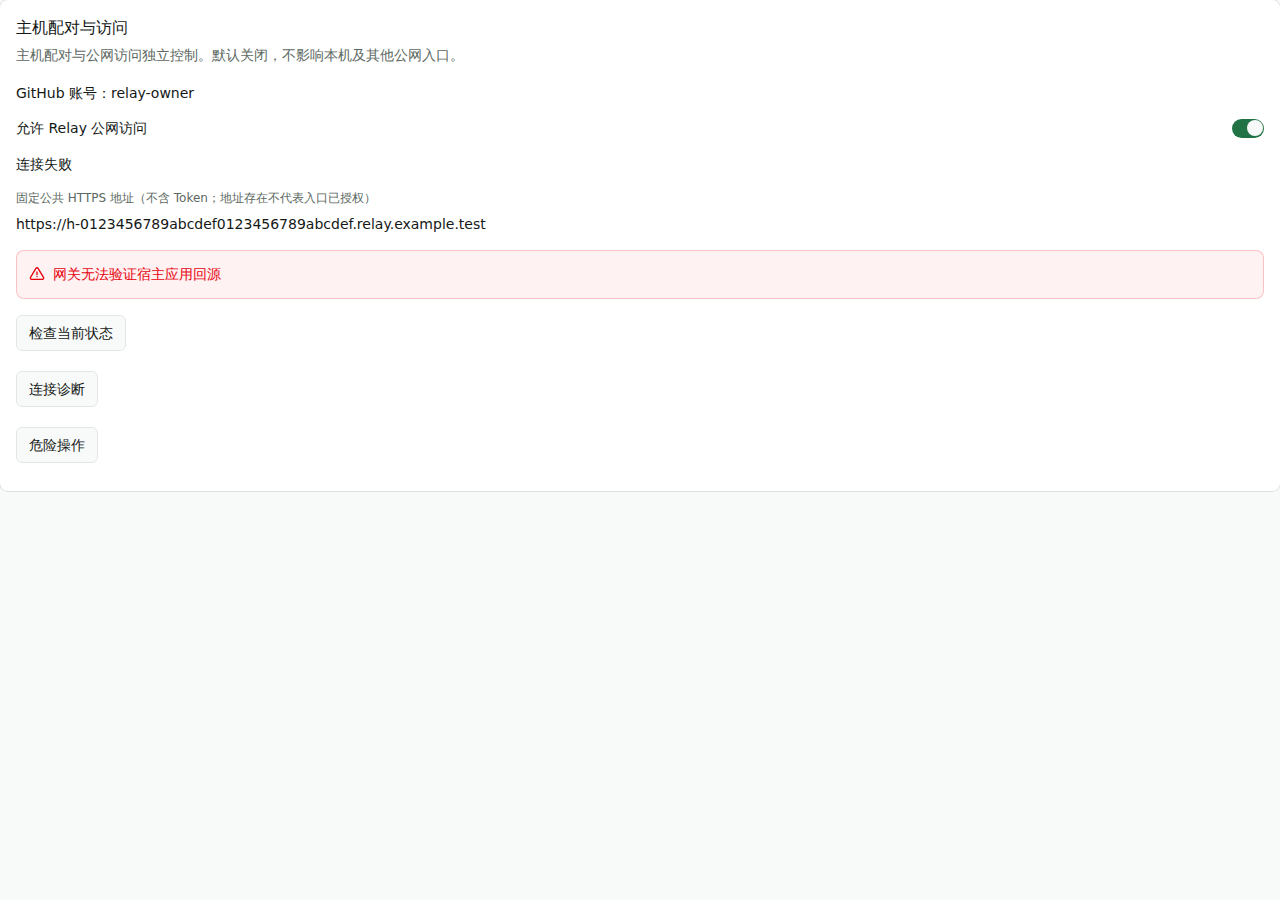 主机配对与访问
主机配对与公网访问独立控制。默认关闭，不影响本机及其他公网入口。
GitHub 账号：relay-owner
允许 Relay 公网访问
连接失败
固定公共 HTTPS 地址（不含 Token；地址存在不代表入口已授权）
https://h-0123456789abcdef0123456789abcdef.relay.example.test
网关无法验证宿主应用回源
检查当前状态
连接诊断
危险操作